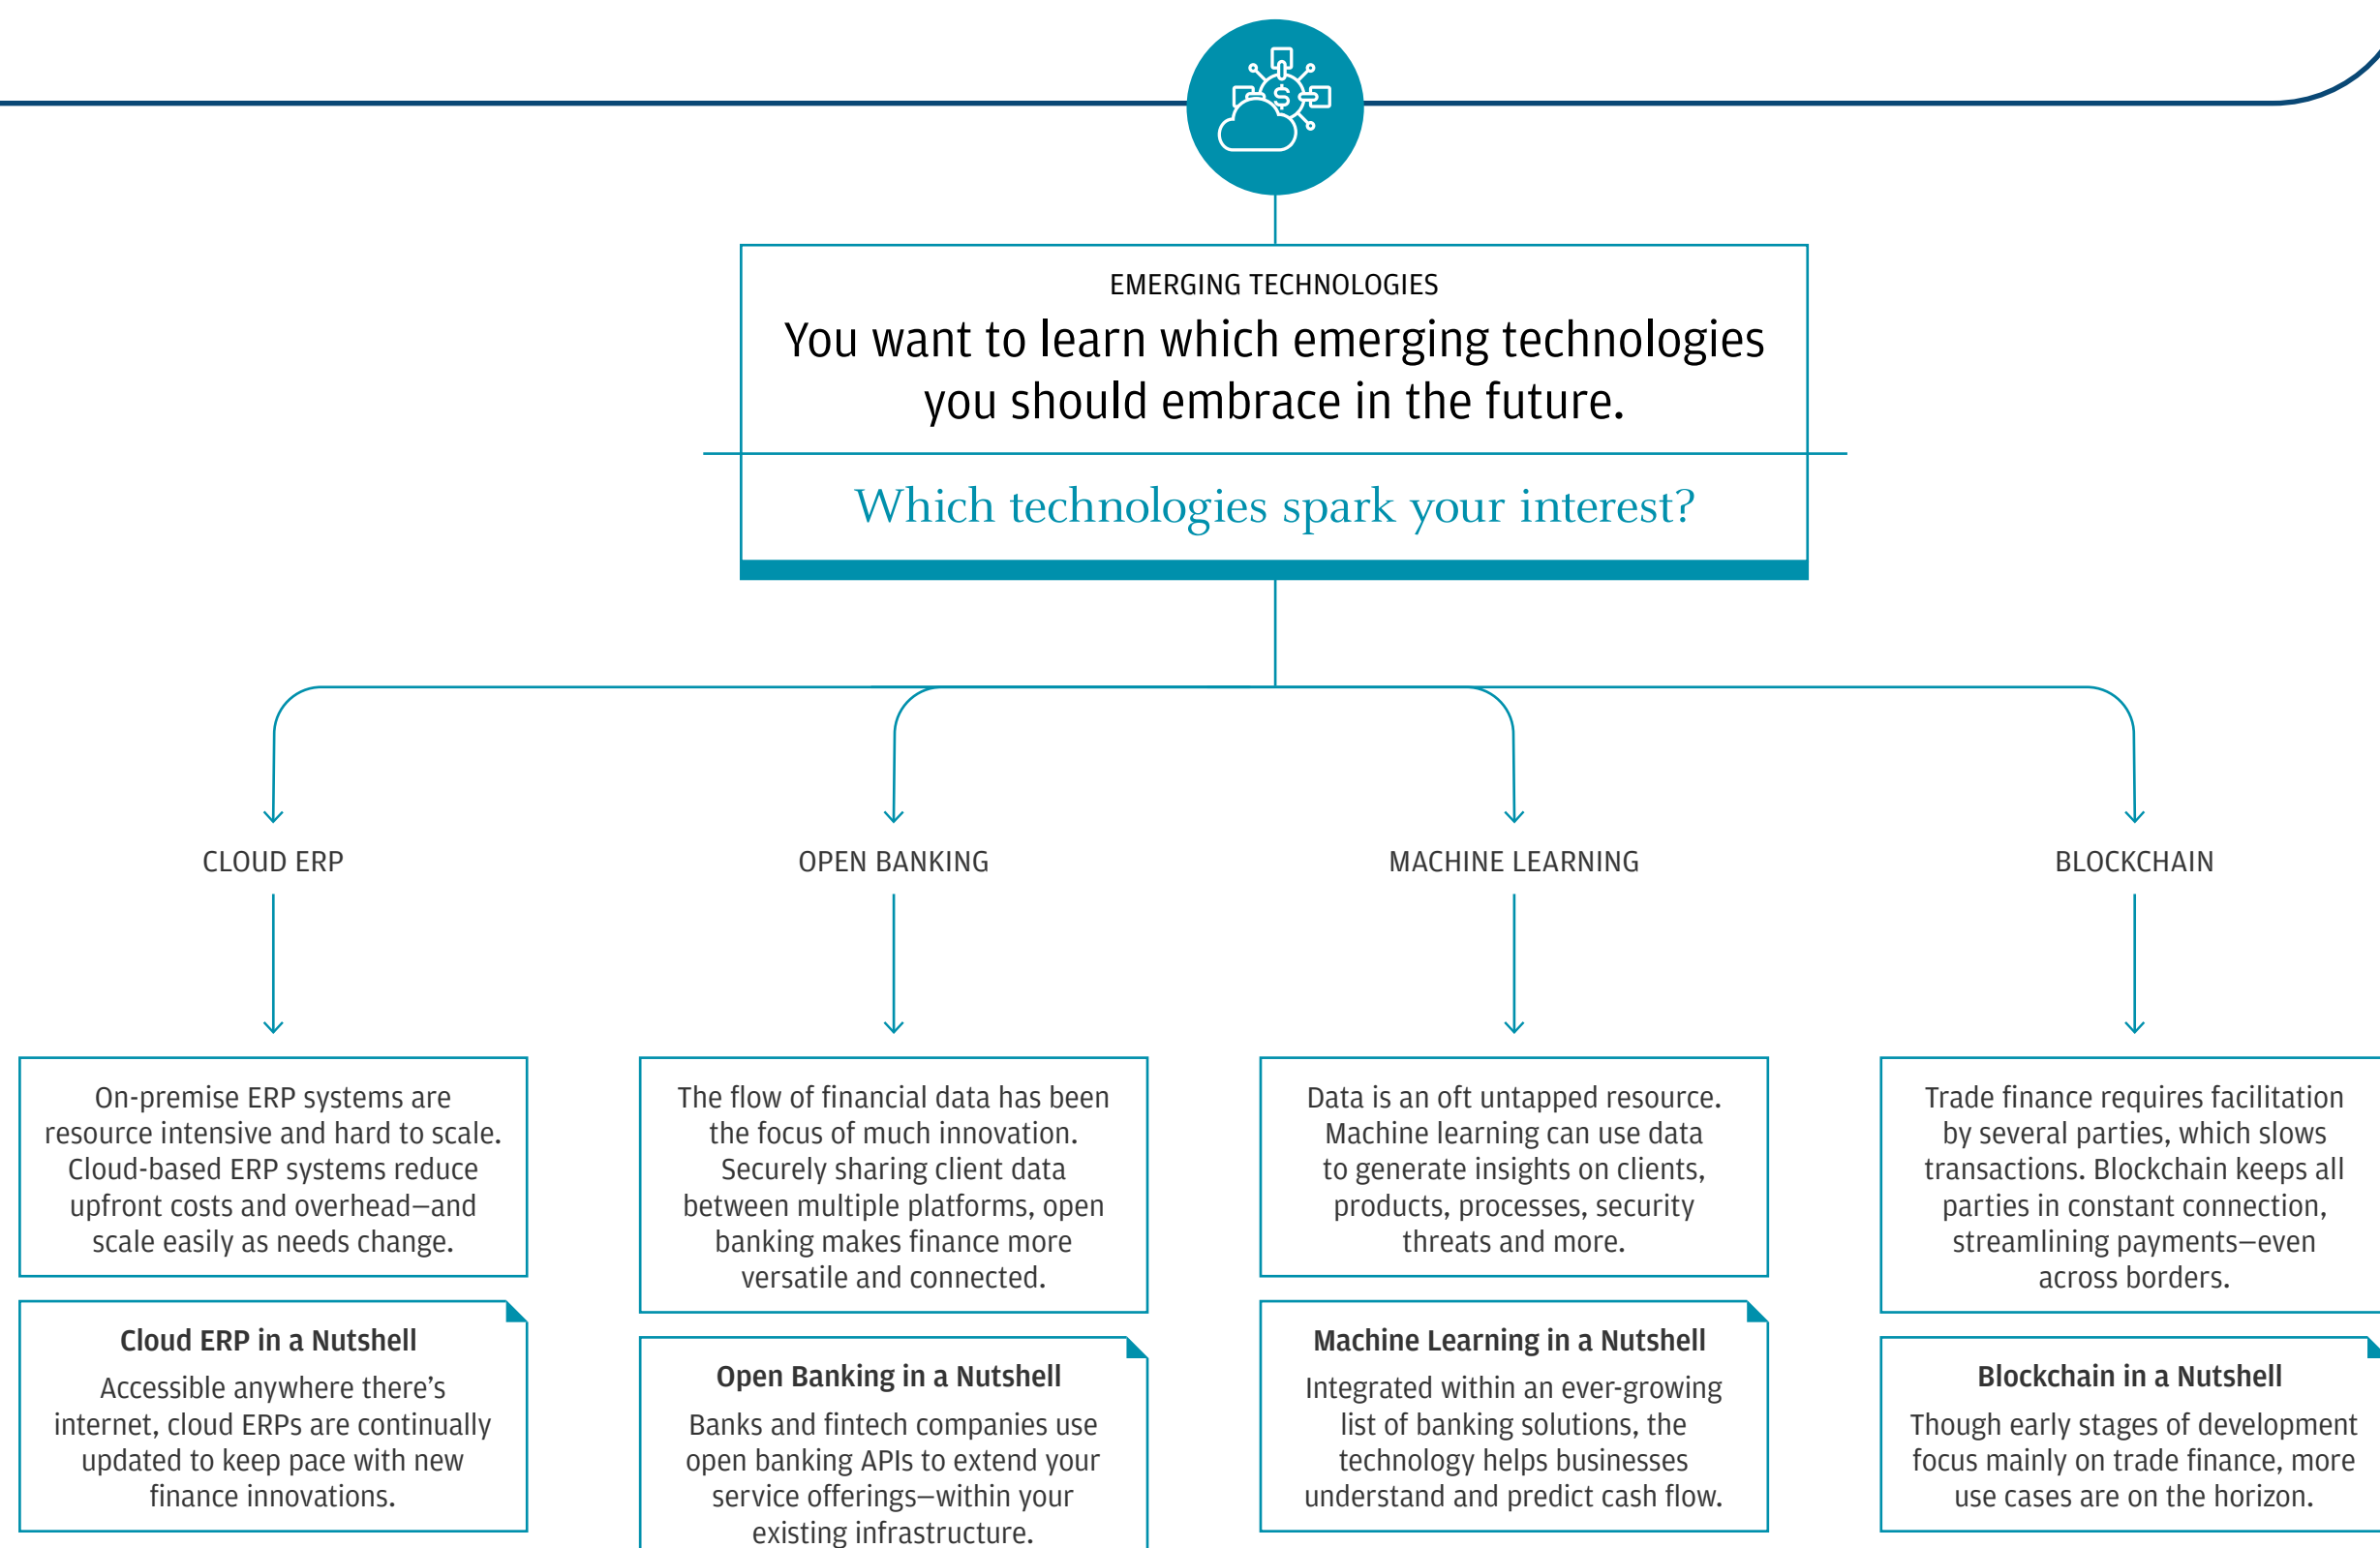 $
EMERGING TECHNOLOGIES
You want to learn which emerging technologies
you should embrace in the future.
Which technologies spark your interest?
CLOUD ERP
On-premise ERP systems are
resource intensive and hard to scale.
Cloud-based ERP systems reduce
upfront costs and overhead—and
scale easily as needs change.
Cloud ERP in a Nutshell
Accessible anywhere there’s
internet, cloud ERPs are continually
updated to keep pace with new
finance innovations.
OPEN BANKING
The flow of financial data has been
the focus of much innovation.
Securely sharing client data
between multiple platforms, open
banking makes finance more
versatile and connected.
Open Banking in a Nutshell
Banks and fintech companies use
open banking APIs to extend your
service offerings—within your
existing infrastructure.
MACHINE LEARNING
Data is an oft untapped resource.
Machine learning can use data
to generate insights on clients,
products, processes, security
threats and more.
Machine Learning in a Nutshell
Integrated within an ever-growing
list of banking solutions, the
technology helps businesses
understand and predict cash flow.
BLOCKCHAIN
Trade finance requires facilitation
by several parties, which slows
transactions. Blockchain keeps all
parties in constant connection,
streamlining payments—even
across borders.
Blockchain in a Nutshell
Though early stages of development
focus mainly on trade finance, more
use cases are on the horizon.